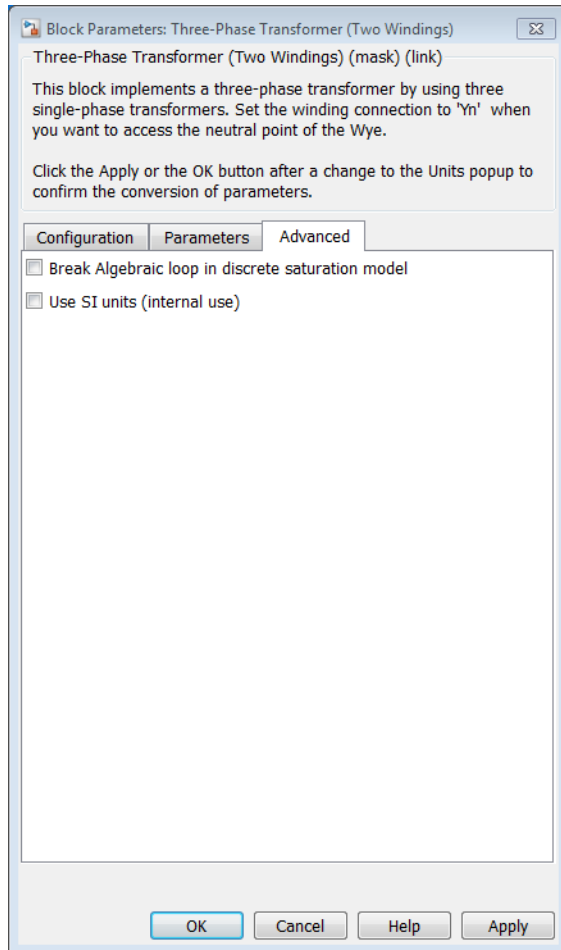 Block Parameters: Three-Phase Transformer (Two Windings)
Three-Phase Transformer (Two Windings) (mask) (link)
This block implements a three-phase transformer by using three
single-phase transformers. Set the winding connection to 'Yn' when
you want to access the neutral point of the Wye.
Click the Apply or the OK button after a change to the Units popup to
confirm the conversion of parameters.
Configuration Parameters Advanced
Break Algebraic loop in discrete saturation model
Use SI units (internal use)
OK Cancel Help Apply